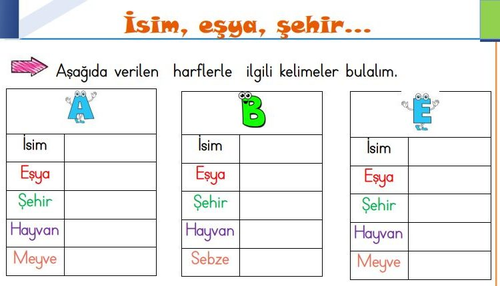 İsim, eşya, şehir...
Aşağıda verilen harflerle ilgili kelimeler bulalım.
A
İsim
Eşya
Şehir
Hayvan
Meyve
B
İsim
Eşya
Şehir
Hayvan
Sebze
E
İsim
Eşya
Şehir
Hayvan
Meyve